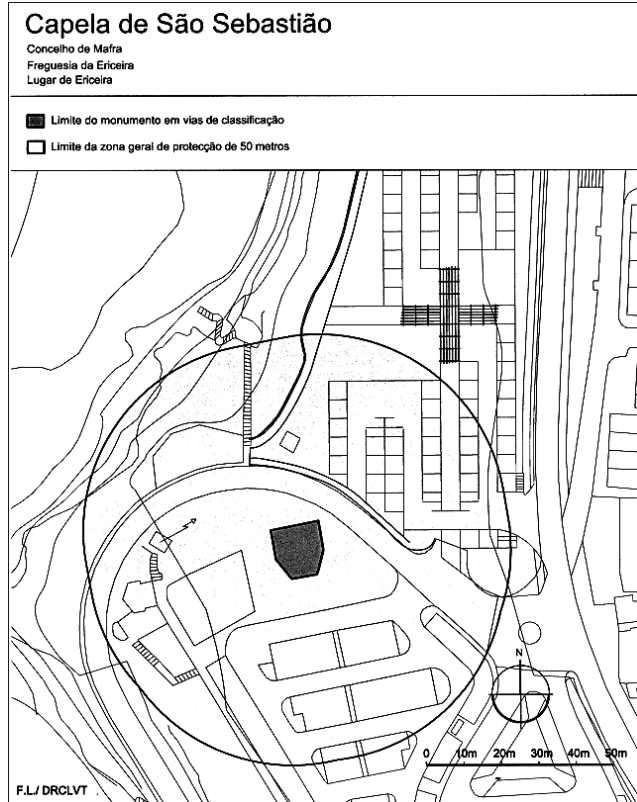 Capela de São Sebastião
Concelho de Mafra
Freguesia da Ericeira
Lugar de Ericeira
Limite do monumento em vias de classificação
Limite da zona geral de protecção de 50 metros
N
0 10m 20m 30m 40m 50m
F.L./ DRCLVT